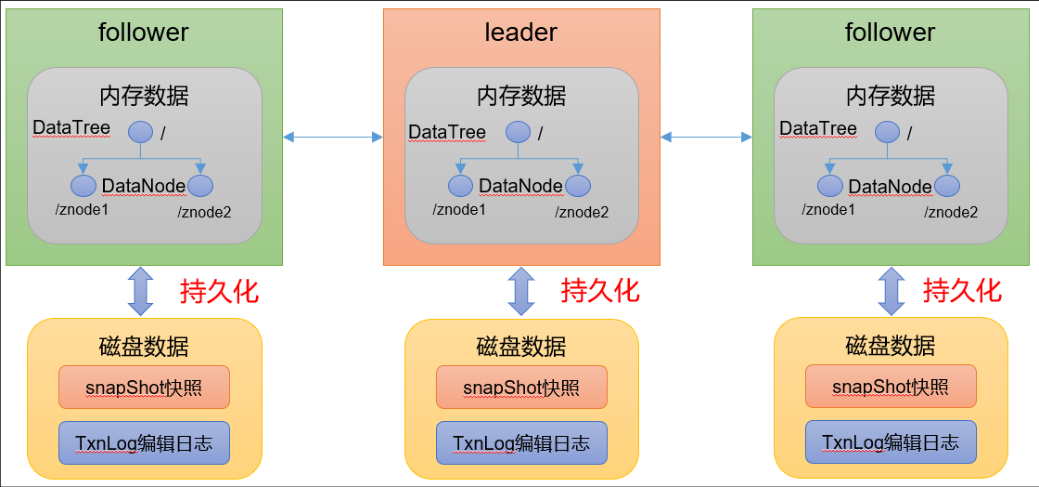 follower
内存数据
DataTree
/
DataNode
/znode1
/znode2
持久化
磁盘数据
snapShot快照
TxnLog编辑日志
leader
内存数据
DataTree
/
DataNode
/znode1
/znode2
持久化
磁盘数据
snapShot快照
TxnLog编辑日志
follower
内存数据
DataTree
/
DataNode
/znode1
/znode2
持久化
磁盘数据
snapShot快照
TxnLog编辑日志